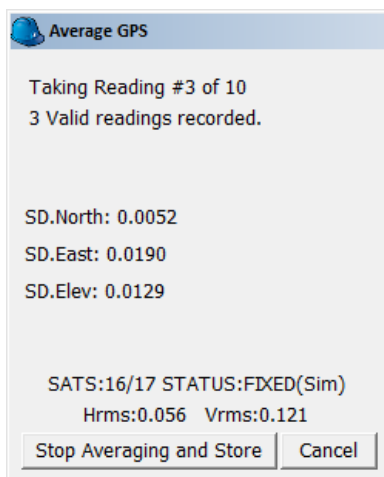 Average GPS
Taking Reading #3 of 10
3 Valid readings recorded.
SD.North: 0.0052
SD.East: 0.0190
SD.Elev: 0.0129
SATS:16/17 STATUS:FIXED(Sim)
Hrms:0.056 Vrms:0.121
Stop Averaging and Store Cancel